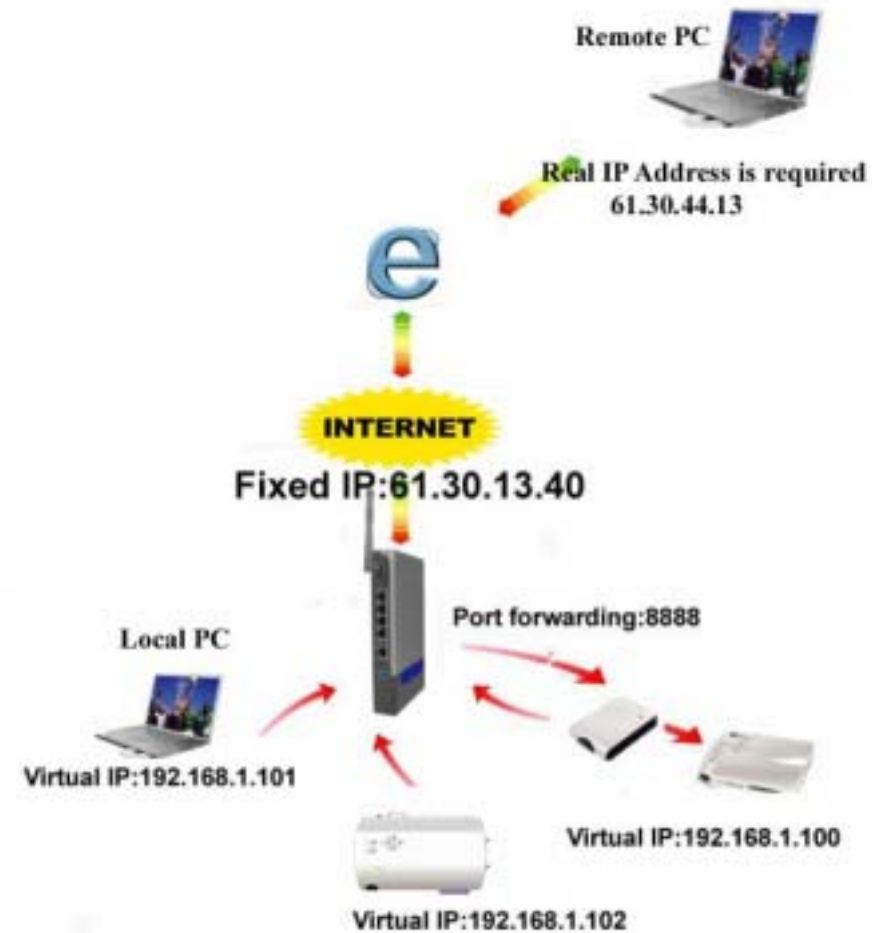 Remote PC
Real IP Address is required
61.30.44.13
e
INTERNET
Fixed IP:61.30.13.40
Port forwarding:8888
Local PC
Virtual IP:192.168.1.101
Virtual IP:192.168.1.100
Virtual IP:192.168.1.102